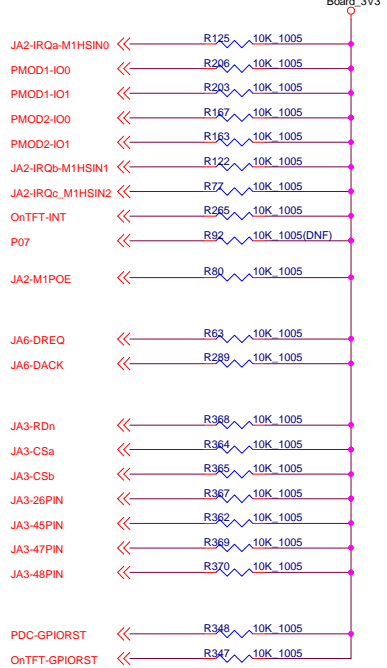 Board_3V3
JA2-IRQa-M1HSIN0 R125 10K_1005
PMOD1-IO0 R206 10K_1005
PMOD1-IO1 R203 10K_1005
PMOD2-IO0 R167 10K_1005
PMOD2-IO1 R163 10K_1005
JA2-IRQb-M1HSIN1 R122 10K_1005
JA2-IRQc_M1HSIN2 R77 10K_1005
OnTFT-INT R265 10K_1005
P07 R92 10K_1005(DNF)
JA2-M1POE R80 10K_1005
JA6-DREQ R63 10K_1005
JA6-DACK R289 10K_1005
JA3-RDn R368 10K_1005
JA3-CSa R364 10K_1005
JA3-CSb R365 10K_1005
JA3-26PIN R367 10K_1005
JA3-45PIN R362 10K_1005
JA3-47PIN R369 10K_1005
JA3-48PIN R370 10K_1005
PDC-GPIORST R348 10K_1005
OnTFT-GPIORST R347 10K_1005